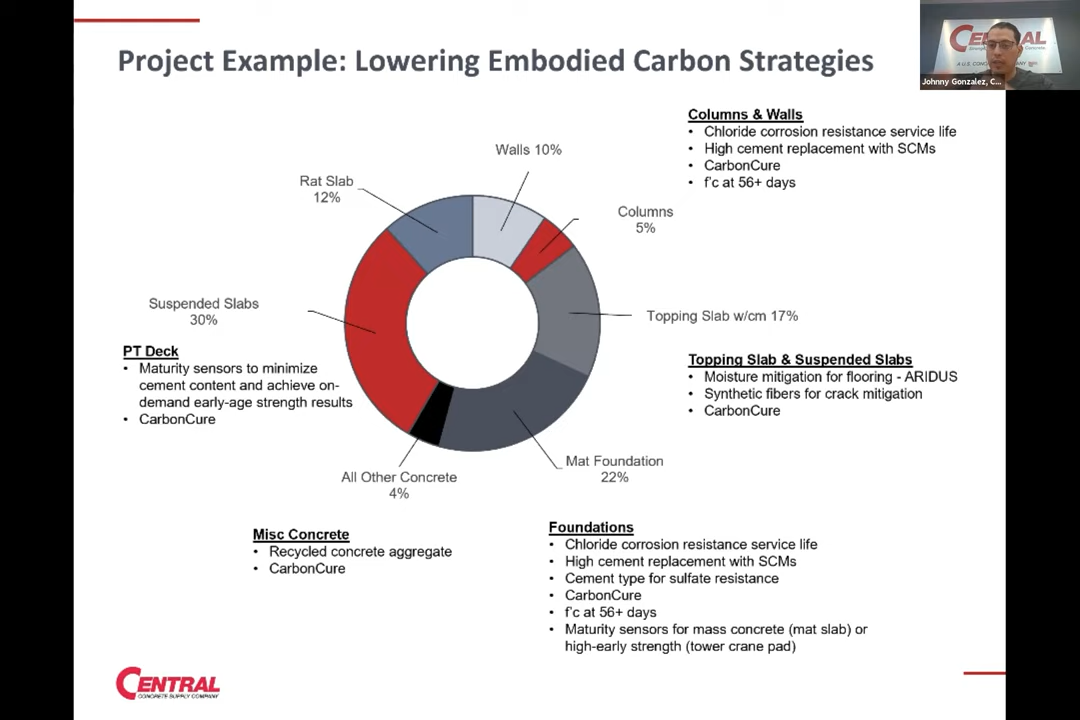 Project Example: Lowering Embodied Carbon Strategies
CENTRAL
Johnny Gonzalez, C...
Columns & Walls
• Chloride corrosion resistance service life
• High cement replacement with SCMs
• CarbonCure
• f'c at 56+ days
Walls 10%
Rat Slab
12%
Columns
5%
Suspended Slabs
30%
Topping Slab w/cm 17%
PT Deck
• Maturity sensors to minimize
cement content and achieve on-
demand early-age strength results
• CarbonCure
Topping Slab & Suspended Slabs
• Moisture mitigation for flooring - ARIDUS
• Synthetic fibers for crack mitigation
• CarbonCure
Mat Foundation
22%
All Other Concrete
4%
Misc Concrete
• Recycled concrete aggregate
• CarbonCure
Foundations
• Chloride corrosion resistance service life
• High cement replacement with SCMs
• Cement type for sulfate resistance
• CarbonCure
• f'c at 56+ days
• Maturity sensors for mass concrete (mat slab) or
high-early strength (tower crane pad)
CENTRAL
CONCRETE SUPPLY COMPANY